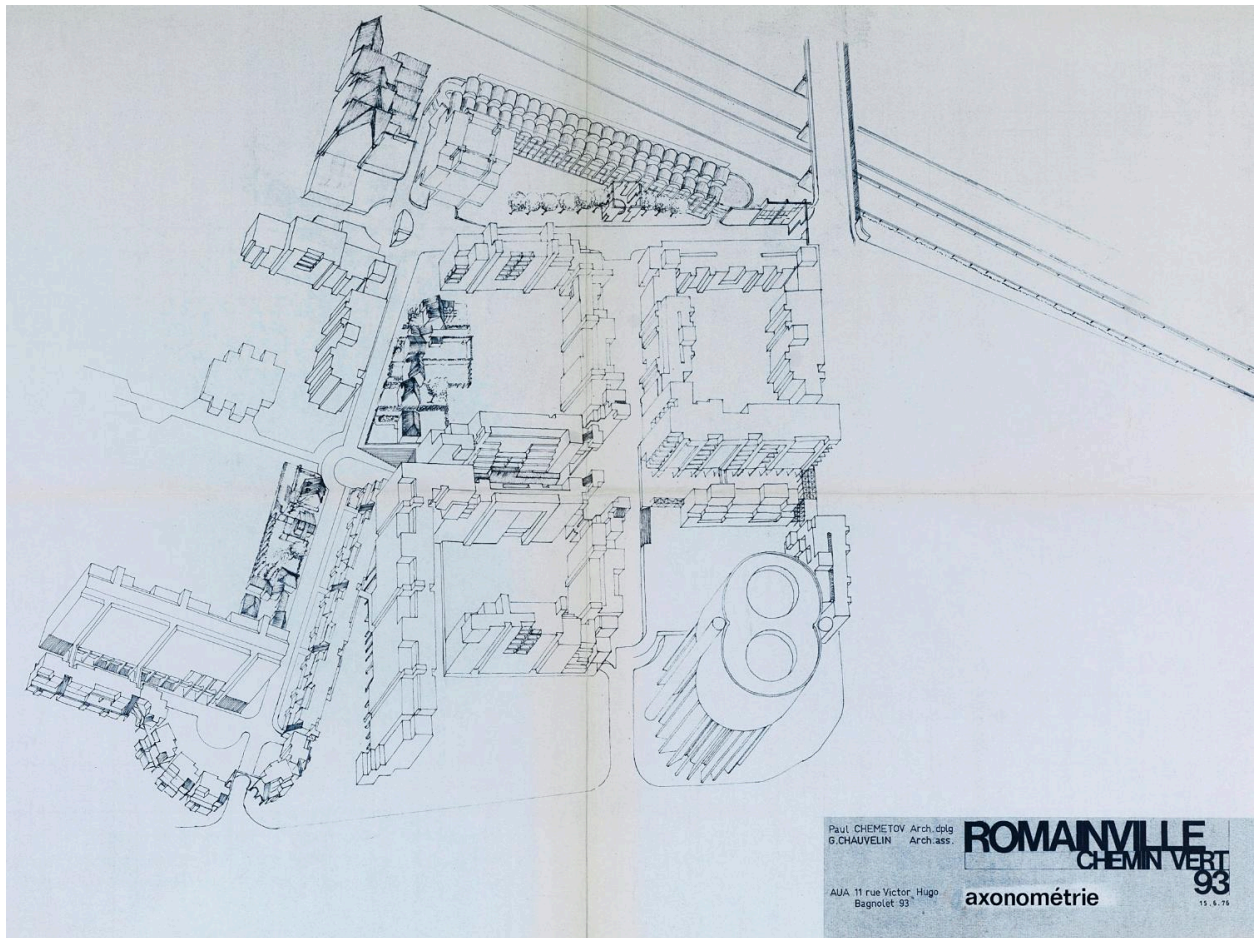 Paul CHEMETOV Arch.dplg
G.CHAUVELIN Arch.ass.
ROMAINVILLE
CHEMIN VERT
93
AUA 11 rue Victor Hugo
Bagnolet 93
axonométrie
15.6.76